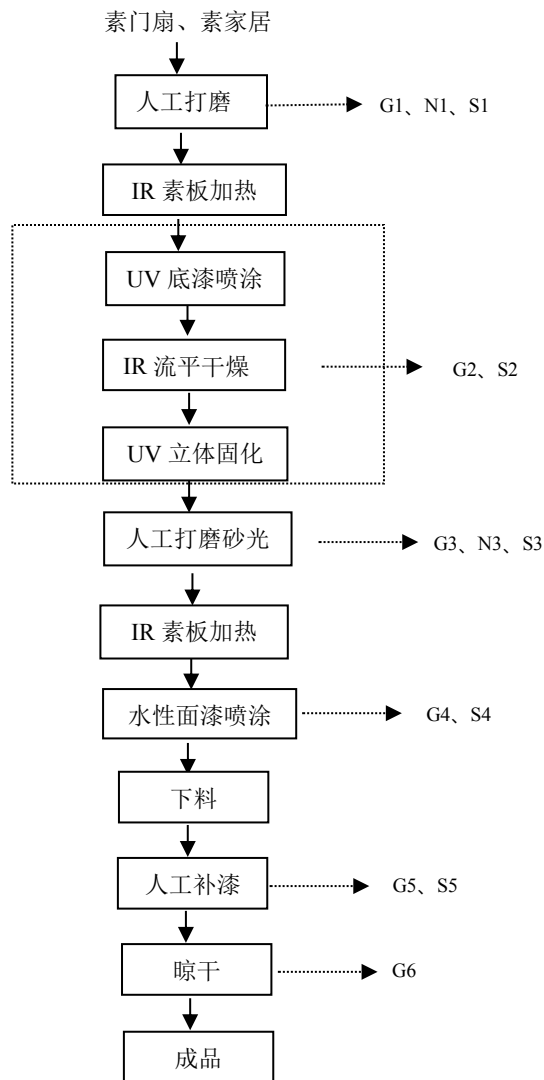 素门扇、素家居
人工打磨
G1、N1、S1
IR 素板加热
UV 底漆喷涂
IR 流平干燥
G2、S2
UV 立体固化
人工打磨砂光
G3、N3、S3
IR 素板加热
水性面漆喷涂
G4、S4
下料
人工补漆
G5、S5
晾干
G6
成品